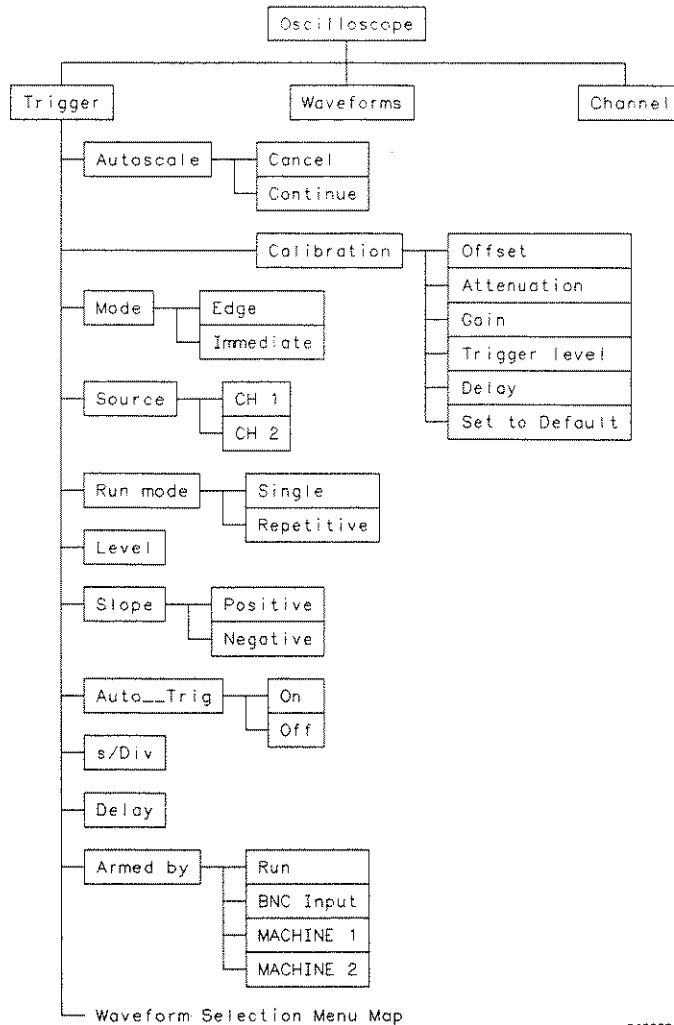 Oscilloscope
Trigger
Waveforms
Channel
Autoscale
Cancel
Continue
Calibration
Offset
Attenuation
Gain
Trigger level
Delay
Set to Default
Mode
Edge
Immediate
Source
CH 1
CH 2
Run mode
Single
Repetitive
Level
Slope
Positive
Negative
Auto__Trig
On
Off
s/Div
Delay
Armed by
Run
BNC Input
MACHINE 1
MACHINE 2
Waveform Selection Menu Map